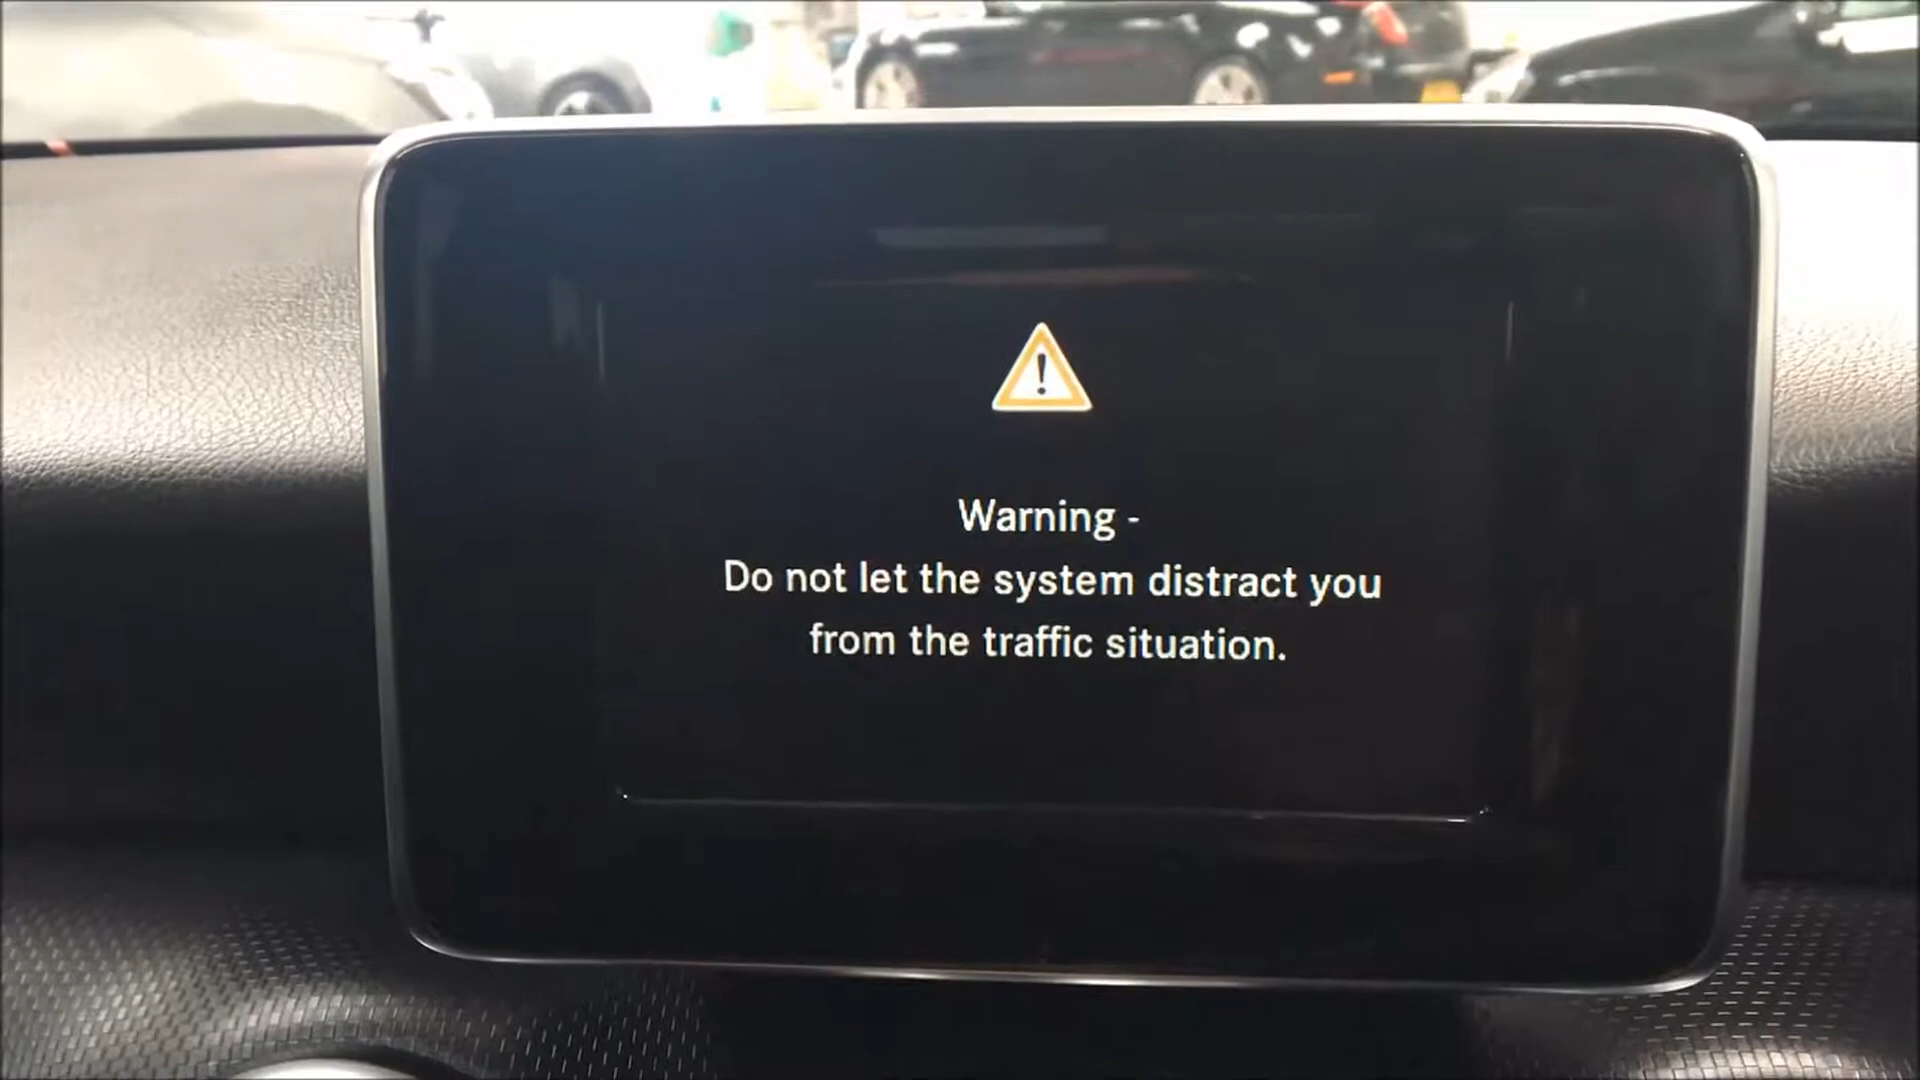 Warning -
Do not let the system distract you
from the traffic situation.